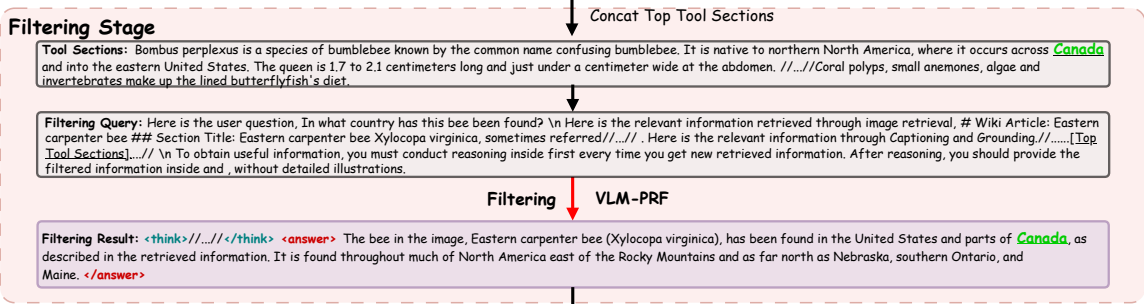 Concat Top Tool Sections
Filtering Stage
Tool Sections: Bombus perplexus is a species of bumblebee known by the common name confusing bumblebee. It is native to northern North America, where it occurs across Canada
and into the eastern United States. The queen is 1.7 to 2.1 centimeters long and just under a centimeter wide at the abdomen. //...//Coral polyps, small anemones, algae and
invertebrates make up the lined butterflyfish's diet.
Filtering Query: Here is the user question, In what country has this bee been found? \n Here is the relevant information retrieved through image retrieval, # Wiki Article: Eastern
carpenter bee ## Section Title: Eastern carpenter bee Xylocopa virginica, sometimes referred//...// . Here is the relevant information through Captioning and Grounding.//......[Top
Tool Sections]....// \n To obtain useful information, you must conduct reasoning inside first every time you get new retrieved information. After reasoning, you should provide the
filtered information inside and , without detailed illustrations.
Filtering VLM-PRF
Filtering Result: <think>//...//</think> <answer> The bee in the image, Eastern carpenter bee (Xylocopa virginica), has been found in the United States and parts of Canada, as
described in the retrieved information. It is found throughout much of North America east of the Rocky Mountains and as far north as Nebraska, southern Ontario, and
Maine. </answer>